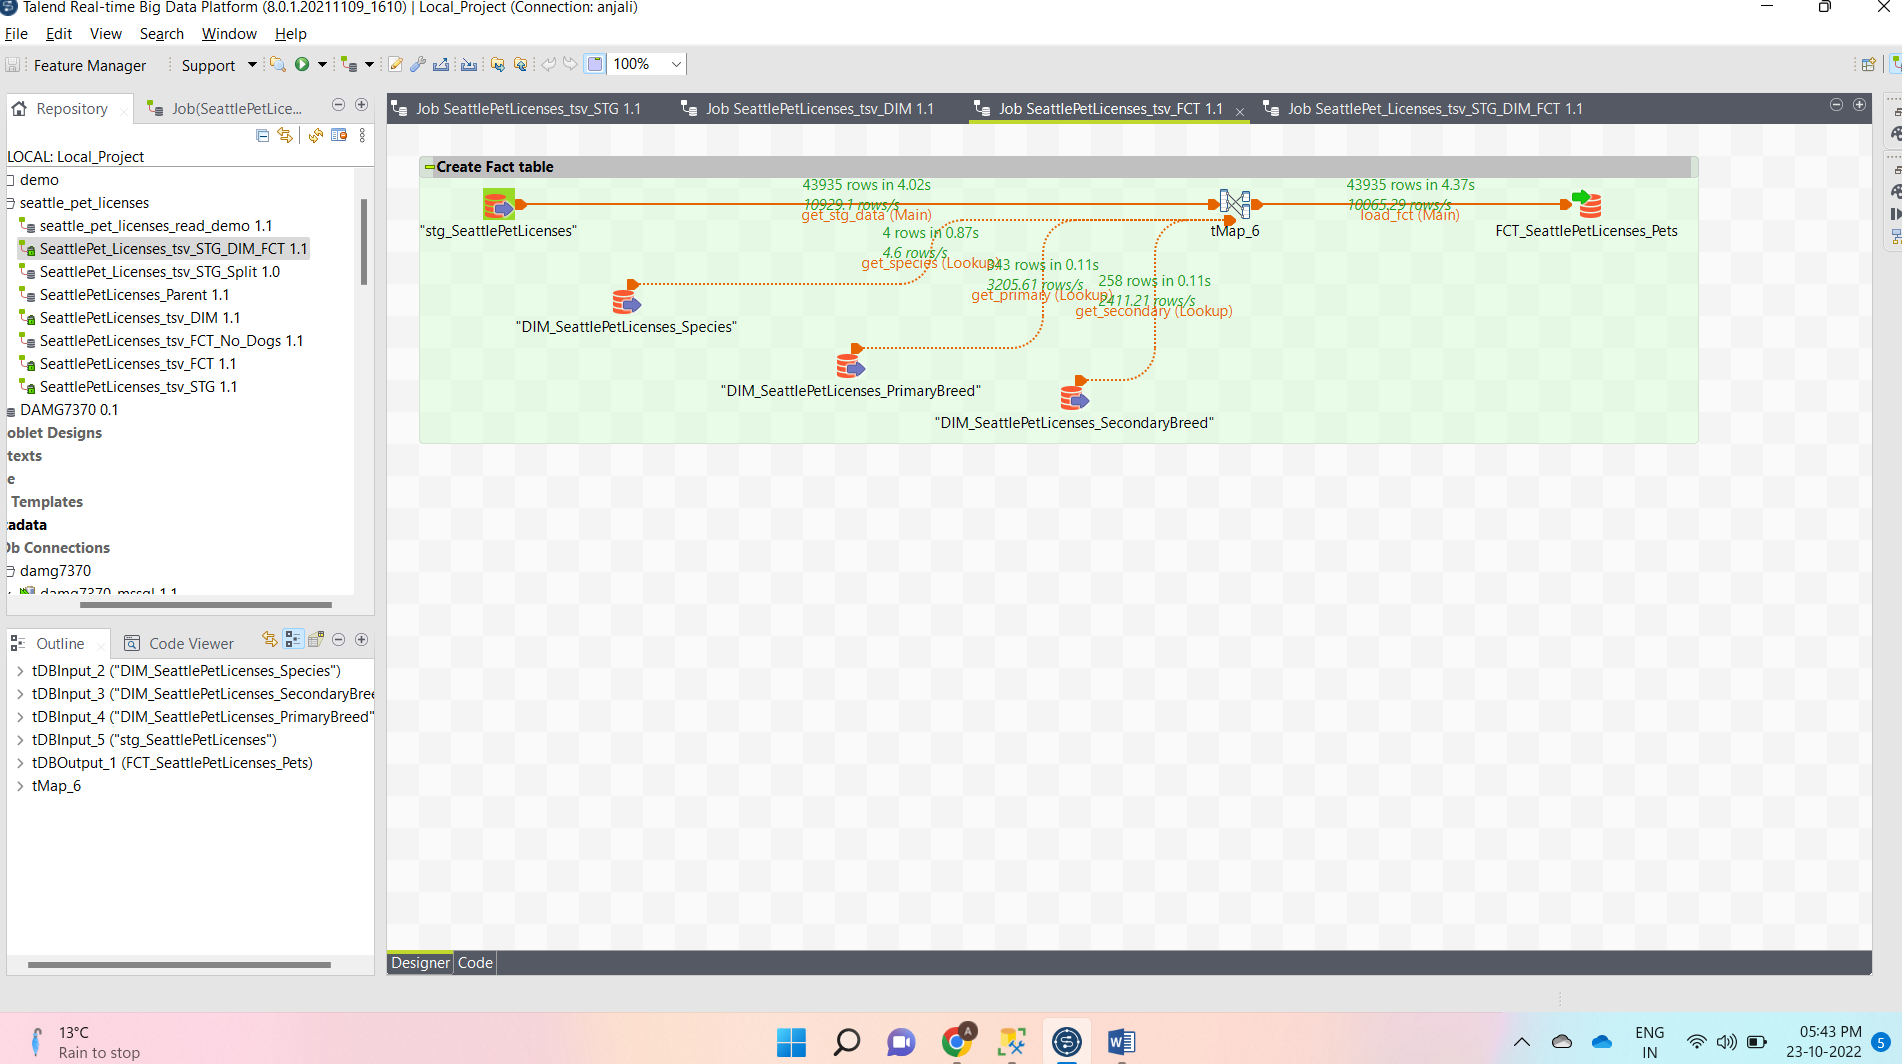 Talend Real-time Big Data Platform (8.0.1.20211109_1610) | Local_Project (Connection: anjali)
File Edit View Search Window Help
Feature Manager Support 100%
Repository Job(SeattlePetLice...
LOCAL: Local_Project
demo
seattle_pet_licenses
seattle_pet_licenses_read_demo 1.1
SeattlePet_Licenses_tsv_STG_DIM_FCT 1.1
SeattlePet_Licenses_tsv_STG_Split 1.0
SeattlePetLicenses_Parent 1.1
SeattlePetLicenses_tsv_DIM 1.1
SeattlePetLicenses_tsv_FCT_No_Dogs 1.1
SeattlePetLicenses_tsv_FCT 1.1
SeattlePetLicenses_tsv_STG 1.1
DAMG7370 0.1
oblet Designs
texts
e
Templates
adata
Db Connections
damg7370
damg7370_mssql 1.1
Outline Code Viewer
tDBInput_2 ("DIM_SeattlePetLicenses_Species")
tDBInput_3 ("DIM_SeattlePetLicenses_SecondaryBree
tDBInput_4 ("DIM_SeattlePetLicenses_PrimaryBreed"
tDBInput_5 ("stg_SeattlePetLicenses")
tDBOutput_1 (FCT_SeattlePetLicenses_Pets)
tMap_6
Job SeattlePetLicenses_tsv_STG 1.1 Job SeattlePetLicenses_tsv_DIM 1.1 Job SeattlePetLicenses_tsv_FCT 1.1 Job SeattlePet_Licenses_tsv_STG_DIM_FCT 1.1
Create Fact table
43935 rows in 4.02s
10929.1 rows/s
get_stg_data (Main)
43935 rows in 4.37s
10065.29 rows/s
load_fct (Main)
"stg_SeattlePetLicenses"
tMap_6
FCT_SeattlePetLicenses_Pets
4 rows in 0.87s
4.6 rows/s
get_species (Lookup)
343 rows in 0.11s
3205.61 rows/s
get_primary (Lookup)
258 rows in 0.11s
2411.21 rows/s
get_secondary (Lookup)
"DIM_SeattlePetLicenses_Species"
"DIM_SeattlePetLicenses_PrimaryBreed"
"DIM_SeattlePetLicenses_SecondaryBreed"
Designer Code
13°C
Rain to stop
A
ENG
IN
05:43 PM
23-10-2022
5